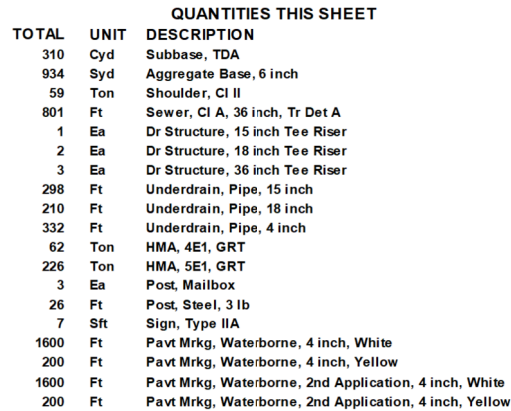 QUANTITIES THIS SHEET
TOTAL UNIT DESCRIPTION
310 Cyd Subbase, TDA
934 Syd Aggregate Base, 6 inch
59 Ton Shoulder, Cl II
801 Ft Sewer, Cl A, 36 inch, Tr Det A
1 Ea Dr Structure, 15 inch Tee Riser
2 Ea Dr Structure, 18 inch Tee Riser
3 Ea Dr Structure, 36 inch Tee Riser
298 Ft Underdrain, Pipe, 15 inch
210 Ft Underdrain, Pipe, 18 inch
332 Ft Underdrain, Pipe, 4 inch
62 Ton HMA, 4E1, GRT
226 Ton HMA, 5E1, GRT
3 Ea Post, Mailbox
26 Ft Post, Steel, 3 lb
7 Sft Sign, Type IIA
1600 Ft Pavt Mrkg, Waterborne, 4 inch, White
200 Ft Pavt Mrkg, Waterborne, 4 inch, Yellow
1600 Ft Pavt Mrkg, Waterborne, 2nd Application, 4 inch, White
200 Ft Pavt Mrkg, Waterborne, 2nd Application, 4 inch, Yellow